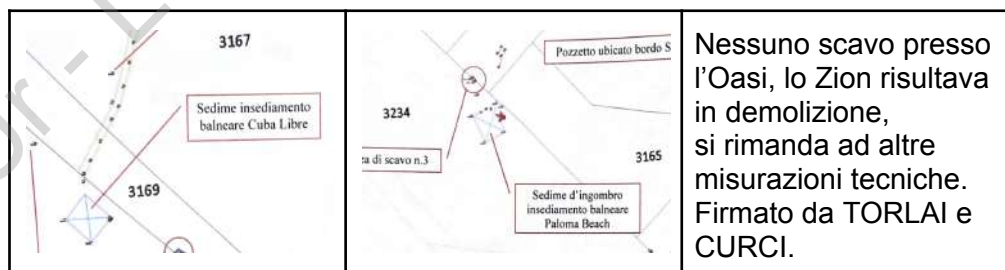 3167
Sedime insediamento
balneare Cuba Libre
3169
Pozzetto ubicato bordo S
3234
za di scavo n.3
3165
Sedime d'ingombro
insediamento balneare
Paloma Beach
Nessuno scavo presso
l'Oasi, lo Zion risultava
in demolizione,
si rimanda ad altre
misurazioni tecniche.
Firmato da TORLAI e
CURCI.